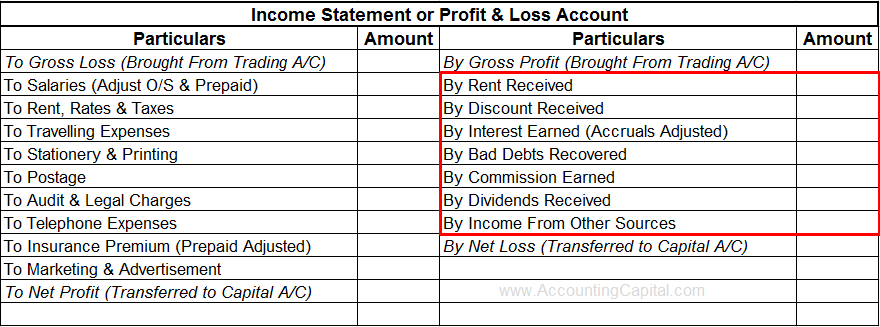 Income Statement or Profit & Loss Account
Particulars Amount Particulars Amount
To Gross Loss (Brought From Trading A/C) By Gross Profit (Brought From Trading A/C)
To Salaries (Adjust O/S & Prepaid) By Rent Received
To Rent, Rates & Taxes By Discount Received
To Travelling Expenses By Interest Earned (Accruals Adjusted)
To Stationery & Printing By Bad Debts Recovered
To Postage By Commission Earned
To Audit & Legal Charges By Dividends Received
To Telephone Expenses By Income From Other Sources
To Insurance Premium (Prepaid Adjusted) By Net Loss (Transferred to Capital A/C)
To Marketing & Advertisement
To Net Profit (Transferred to Capital A/C) www.AccountingCapital.com